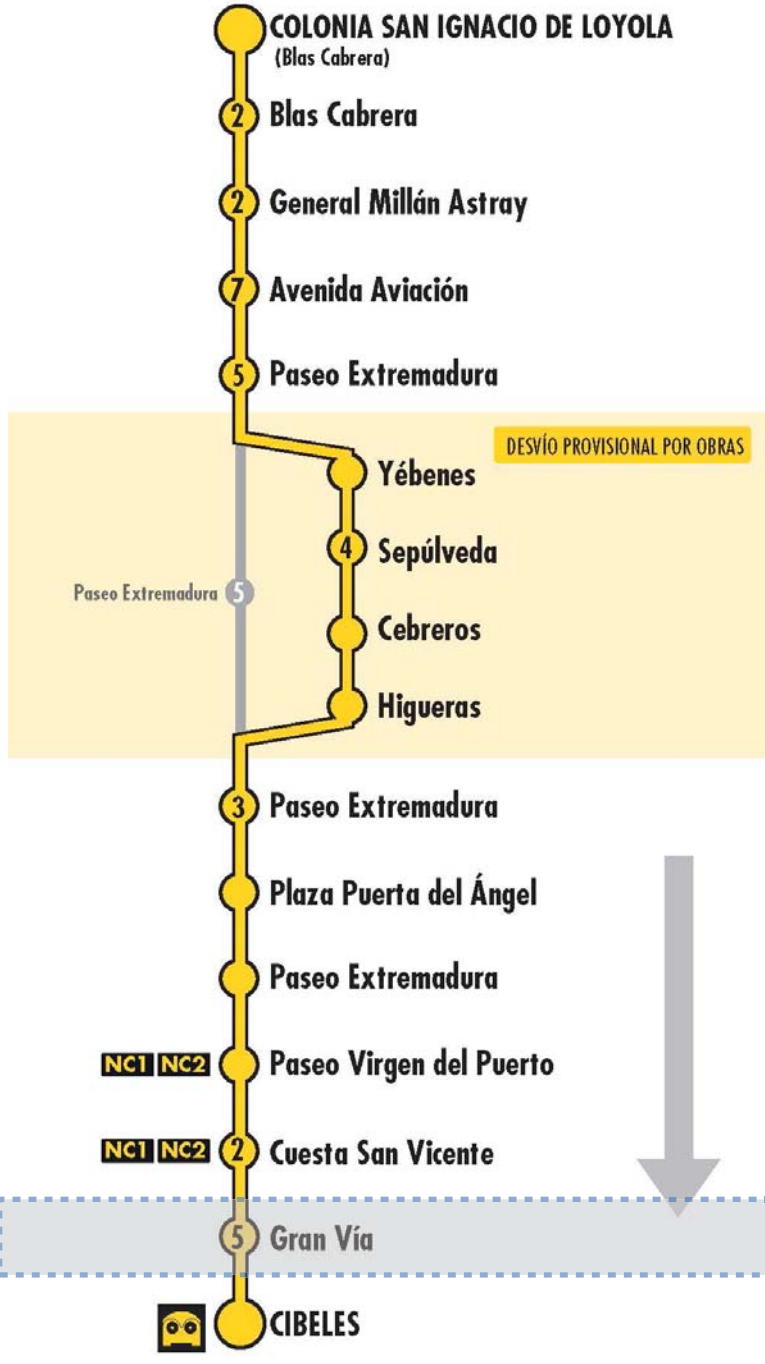 COLONIA SAN IGNACIO DE LOYOLA
(Blas Cabrera)
2 Blas Cabrera
2 General Millán Astray
7 Avenida Aviación
5 Paseo Extremadura
DESVÍO PROVISIONAL POR OBRAS
Yébenes
4 Sepúlveda
Paseo Extremadura 5
Cebreros
Higueras
3 Paseo Extremadura
Plaza Puerta del Ángel
Paseo Extremadura
NC1 NC2 Paseo Virgen del Puerto
NC1 NC2 2 Cuesta San Vicente
5 Gran Vía
CIBELES